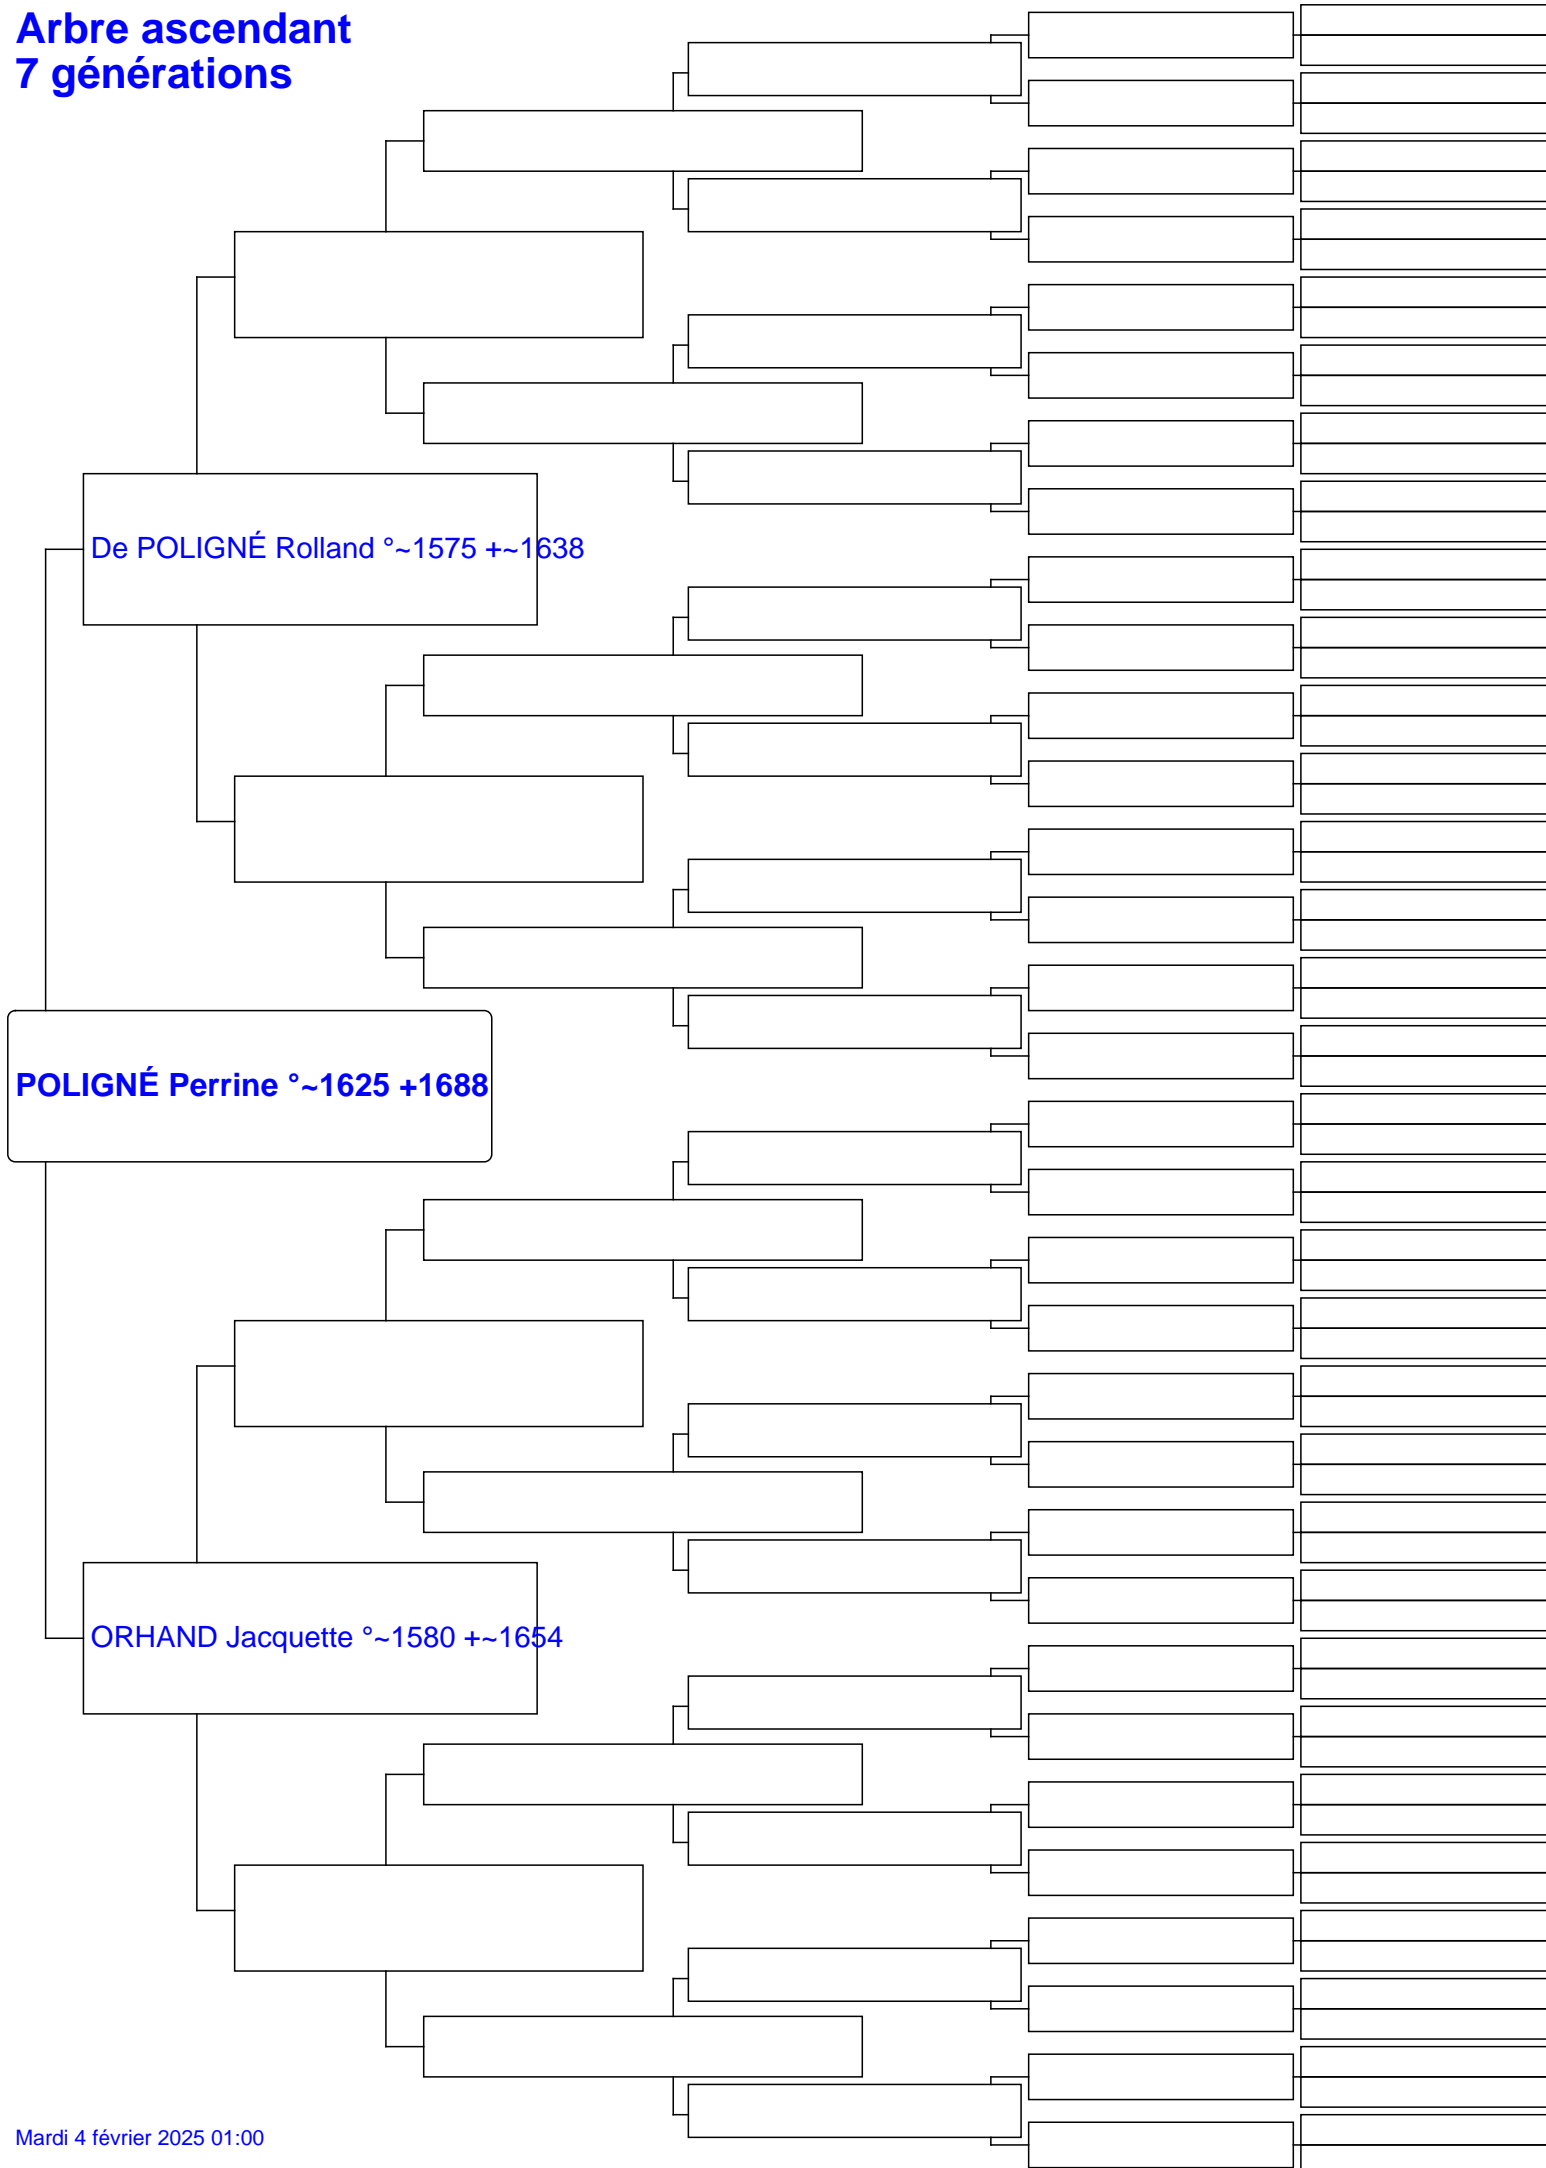 Arbre ascendant
7 générations
De POLIGNÉ Rolland °~1575 +~1638
POLIGNÉ Perrine °~1625 +1688
ORHAND Jacquette °~1580 +~1654
Mardi 4 février 2025 01:00